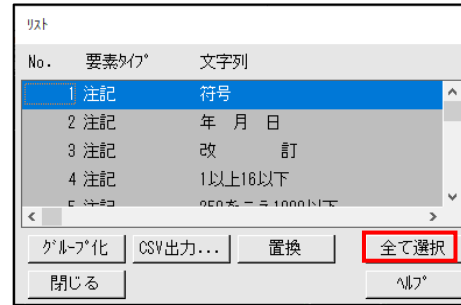 リスト
No. 要素ﾀｲﾌﾟ 文字列
1 注記 符号
2 注記 年 月 日
3 注記 改 訂
4 注記 1以上16以下
ｸﾞﾙｰﾌﾟ化 CSV出力... 置換 全て選択
閉じる ﾍﾙﾌﾟ